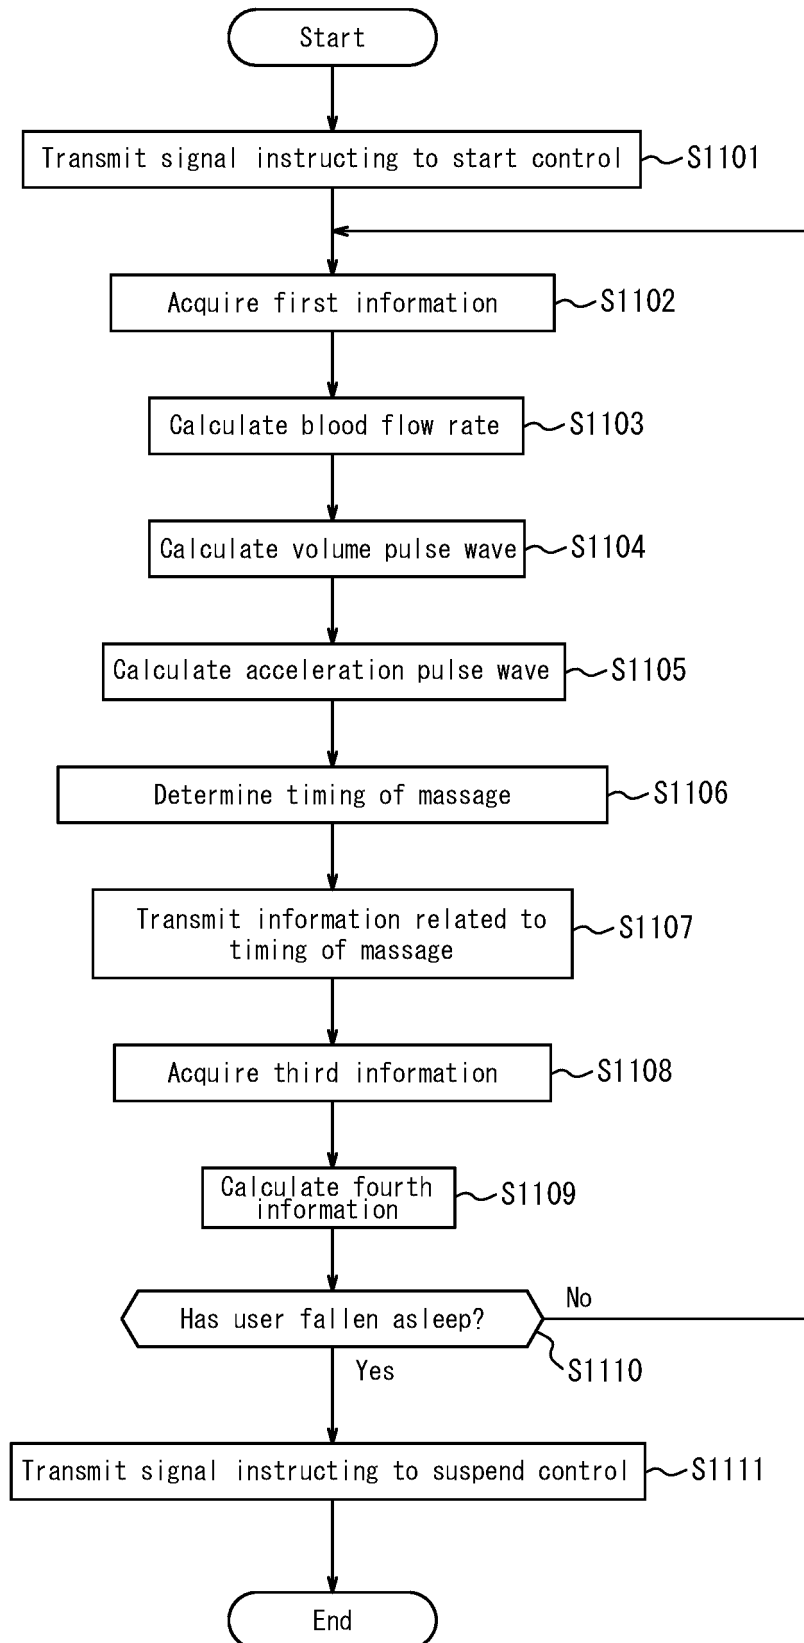 Start
Transmit signal instructing to start control
S1101
Acquire first information
S1102
Calculate blood flow rate
S1103
Calculate volume pulse wave
S1104
Calculate acceleration pulse wave
S1105
Determine timing of massage
S1106
Transmit information related to
timing of massage
S1107
Acquire third information
S1108
Calculate fourth
information
S1109
Has user fallen asleep?
No
S1110
Yes
Transmit signal instructing to suspend control
S1111
End